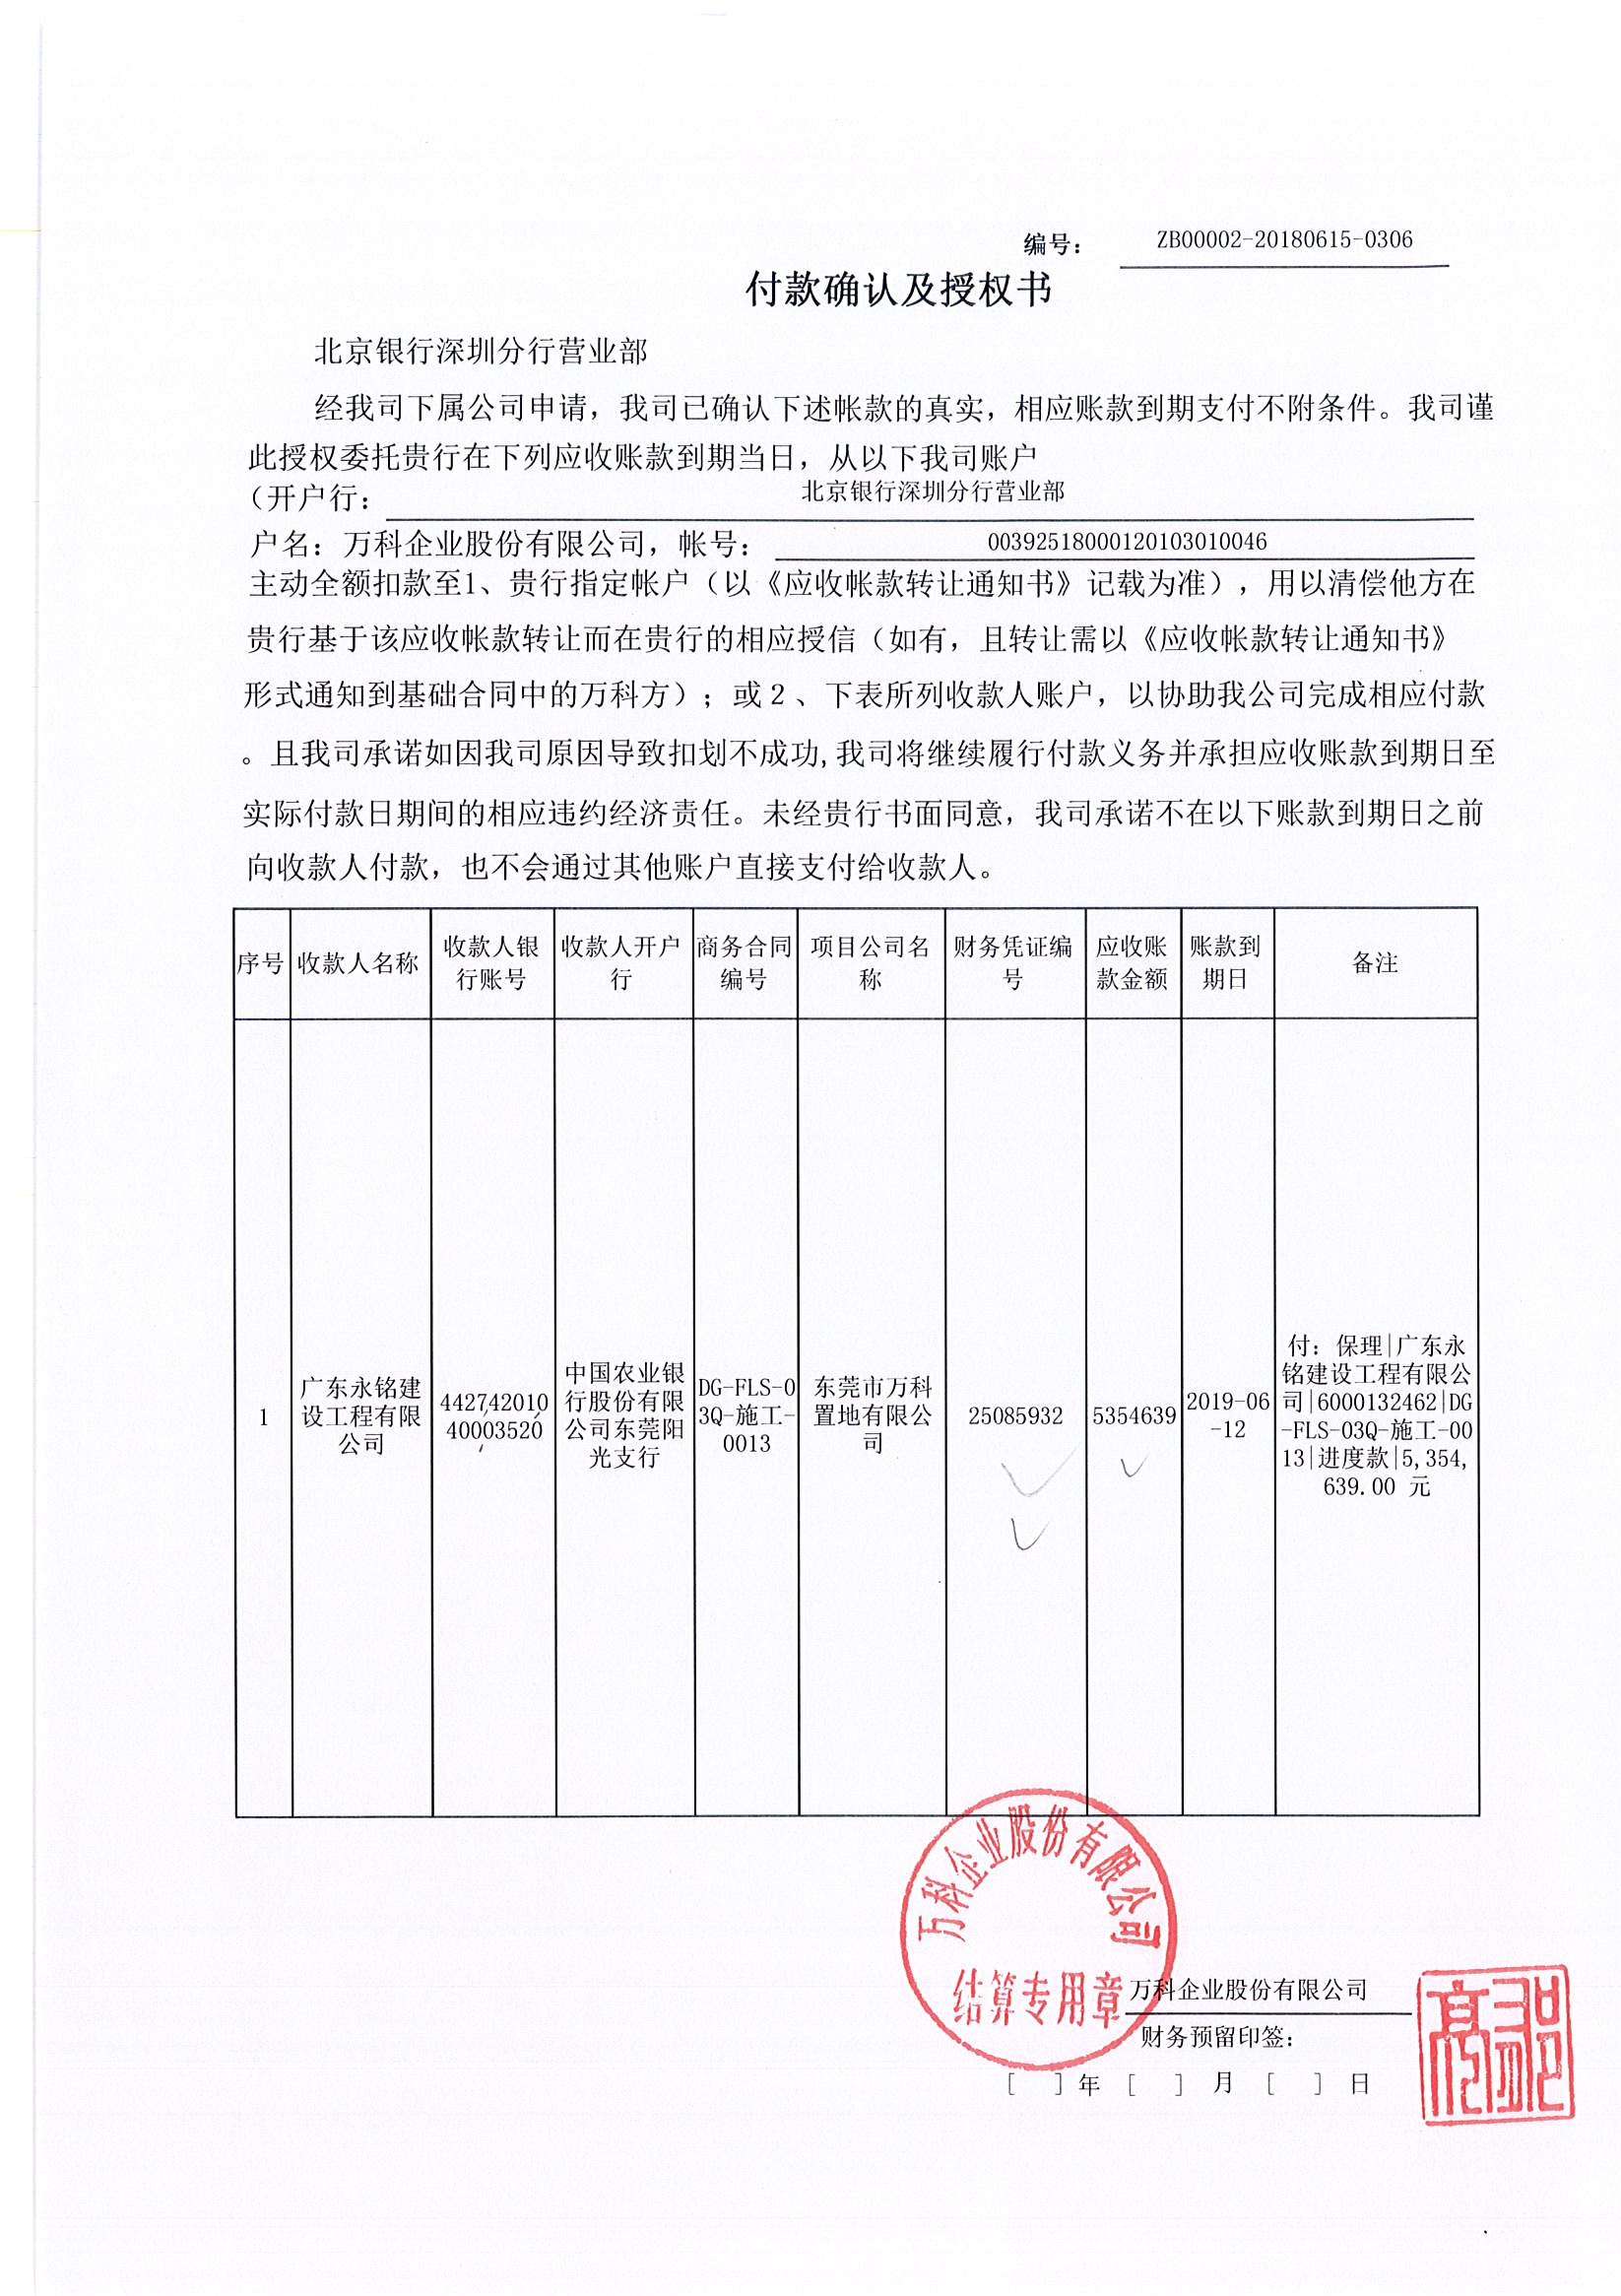 编号： ZB00002-20180615-0306
付款确认及授权书
北京银行深圳分行营业部
经我司下属公司申请，我司已确认下述帐款的真实，相应账款到期支付不附条件。我司谨
此授权委托贵行在下列应收账款到期当日，从以下我司账户
（开户行： 北京银行深圳分行营业部
户名：万科企业股份有限公司，帐号： 00392518000120103010046
主动全额扣款至1、贵行指定帐户（以《应收帐款转让通知书》记载为准），用以清偿他方在
贵行基于该应收帐款转让而在贵行的相应授信（如有，且转让需以《应收帐款转让通知书》
形式通知到基础合同中的万科方）；或２、下表所列收款人账户，以协助我公司完成相应付款
。且我司承诺如因我司原因导致扣划不成功,我司将继续履行付款义务并承担应收账款到期日至
实际付款日期间的相应违约经济责任。未经贵行书面同意，我司承诺不在以下账款到期日之前
向收款人付款，也不会通过其他账户直接支付给收款人。
序号
收款人名称
收款人银
行账号
收款人开户
行
商务合同
编号
项目公司名
称
财务凭证编
号
应收账
款金额
账款到
期日
备注
1
广东永铭建
设工程有限
公司
442742010
40003520
中国农业银
行股份有限
公司东莞阳
光支行
DG-FLS-0
3Q-施工-
0013
东莞市万科
置地有限公
司
25085932
5354639
2019-06
-12
付：保理|广东永
铭建设工程有限公
司|6000132462|DG
-FLS-03Q-施工-00
13|进度款|5,354,
639.00 元
万科企业股份有限公司
结算专用章
万科企业股份有限公司
财务预留印签：
[ ]年 [ ] 月 [ ] 日